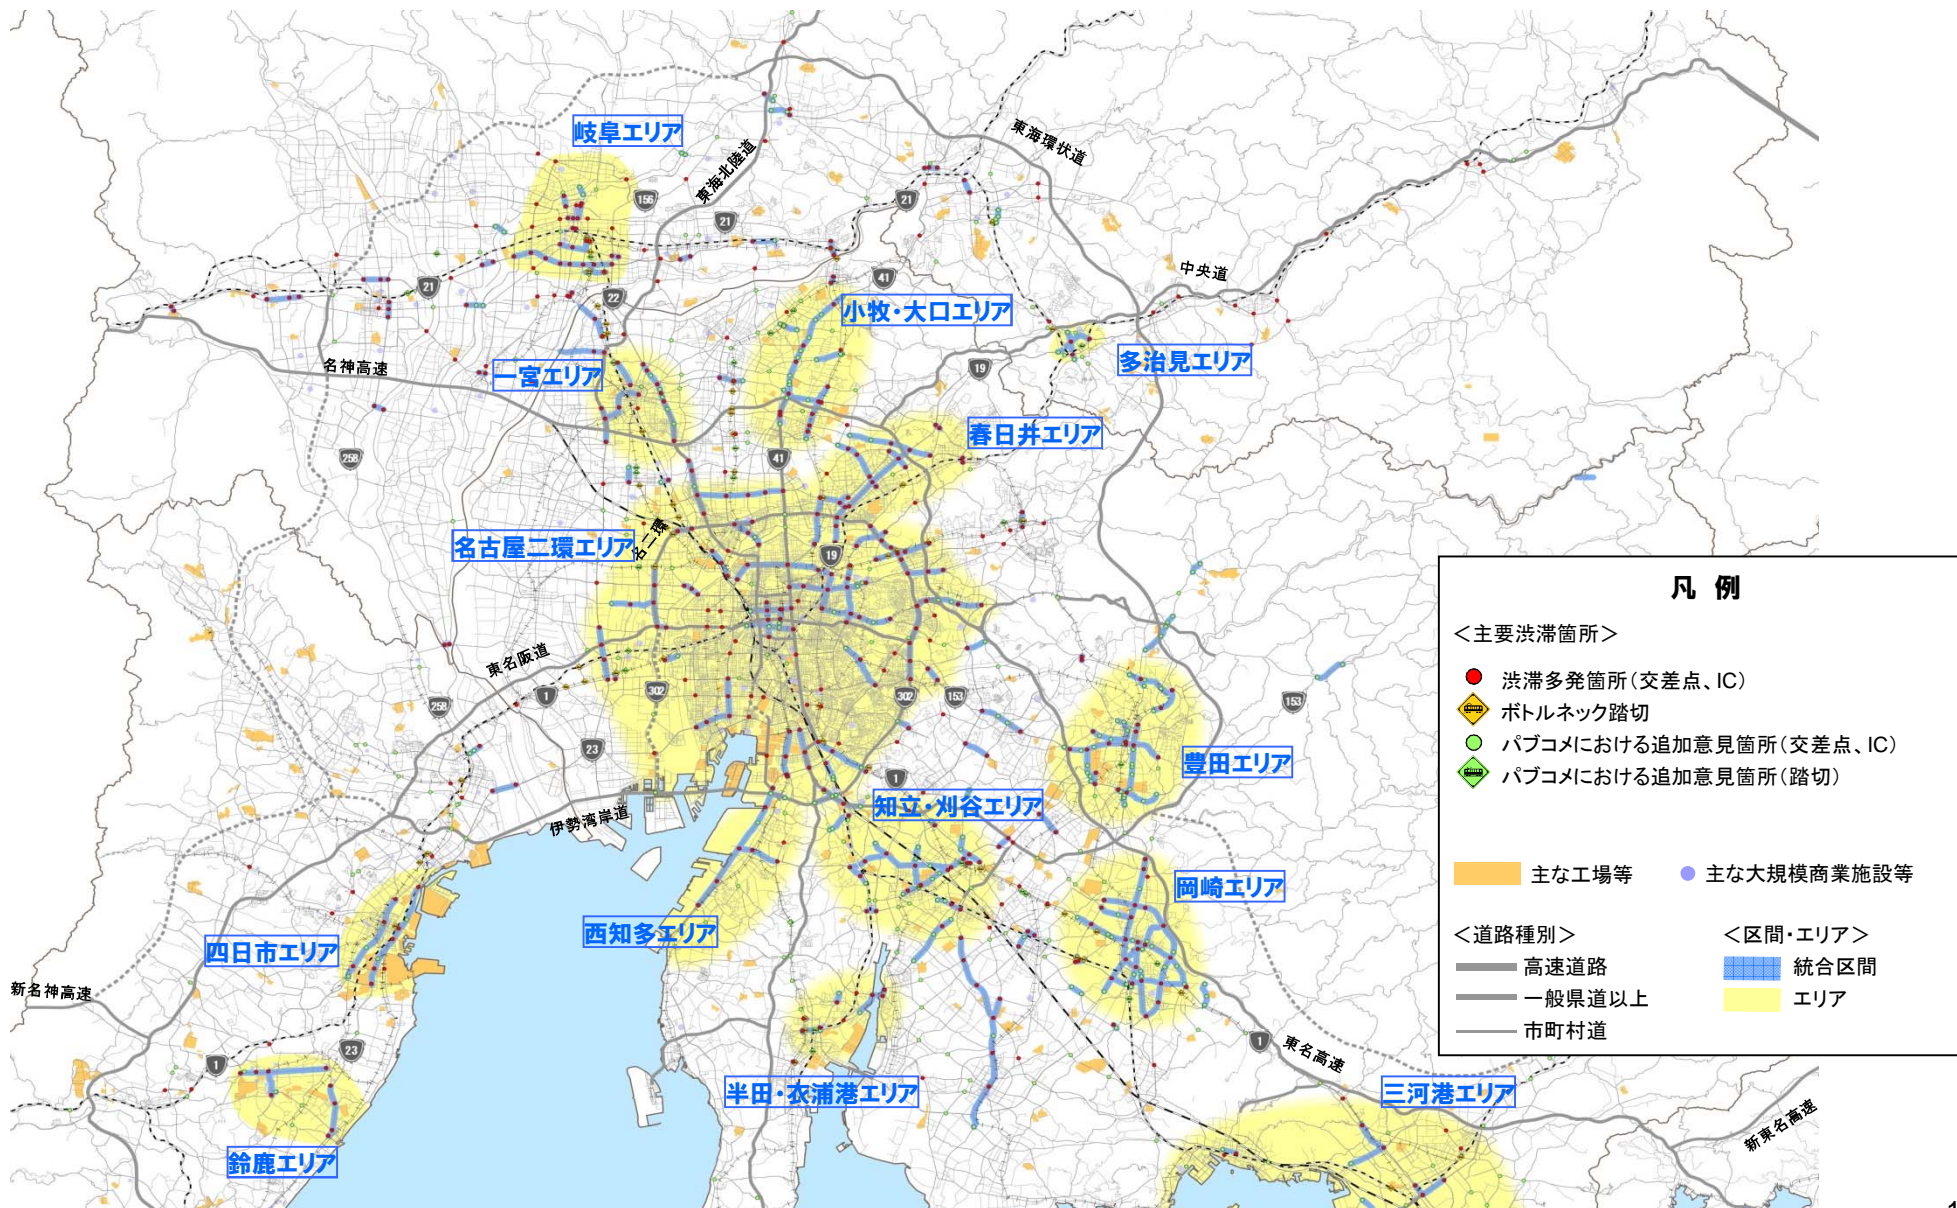 岐阜エリア
東海北陸道
東海環状道
156
21
21
中央道
41
小牧・大口エリア
21
22
多治見エリア
名神高速
一宮エリア
19
春日井エリア
258
41
名古屋二環エリア
名二環
19
東名阪道
1
302
302
153
153
258
23
豊田エリア
1
知立・刈谷エリア
伊勢湾岸道
岡崎エリア
西知多エリア
四日市エリア
新名神高速
1
23
1
東名高速
半田・衣浦港エリア
三河港エリア
新東名高速
鈴鹿エリア
凡 例
＜主要渋滞箇所＞
渋滞多発箇所（交差点、IC）
ボトルネック踏切
パブコメにおける追加意見箇所（交差点、IC）
パブコメにおける追加意見箇所（踏切）
主な工場等
主な大規模商業施設等
＜道路種別＞
＜区間・エリア＞
高速道路
統合区間
一般県道以上
エリア
市町村道